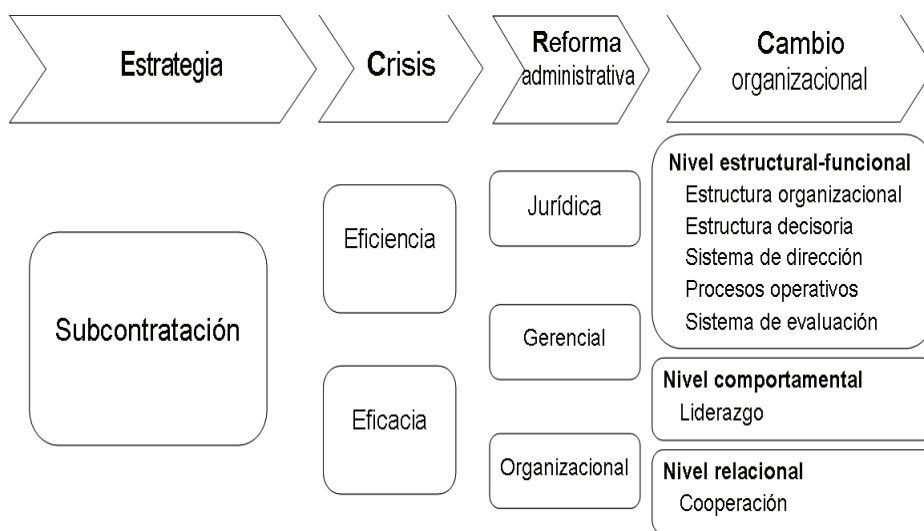 Estrategia
Crisis
Reforma
administrativa
Cambio
organizacional
Subcontratación
Eficiencia
Eficacia
Jurídica
Gerencial
Organizacional
Nivel estructural-funcional
Estructura organizacional
Estructura decisoria
Sistema de dirección
Procesos operativos
Sistema de evaluación
Nivel comportamental
Liderazgo
Nivel relacional
Cooperación